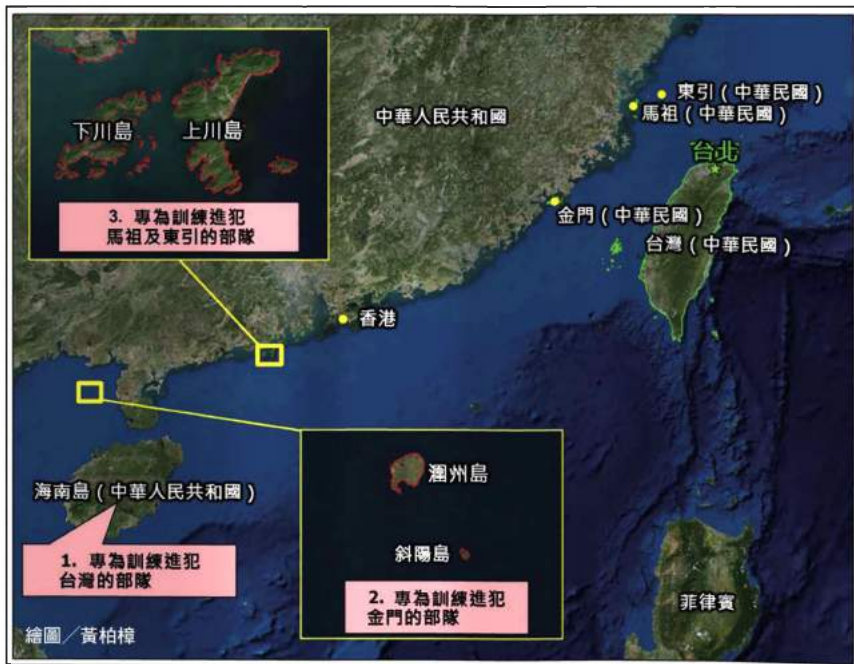 下川島
上川島
3. 專為訓練進犯
馬祖及東引的部隊
中華人民共和國
東引(中華民國)
馬祖(中華民國)
台北
金門(中華民國)
台灣(中華民國)
香港
海南島(中華人民共和國)
1. 專為訓練進犯
台灣的部隊
潿州島
斜陽島
2. 專為訓練進犯
金門的部隊
菲律賓
繪圖／黃柏樟